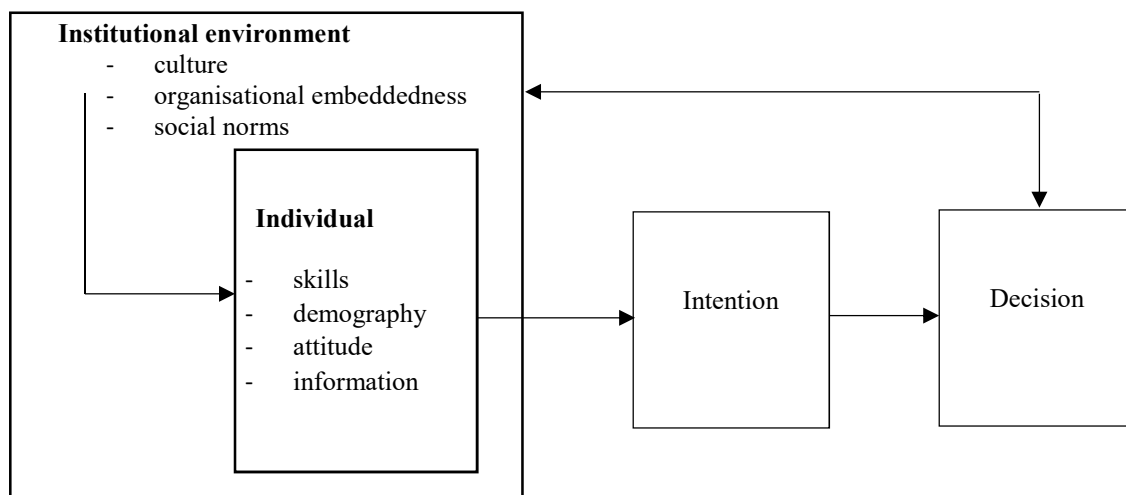 Institutional environment
- culture
- organisational embeddedness
- social norms
Individual
- skills
- demography
- attitude
- information
Intention
Decision